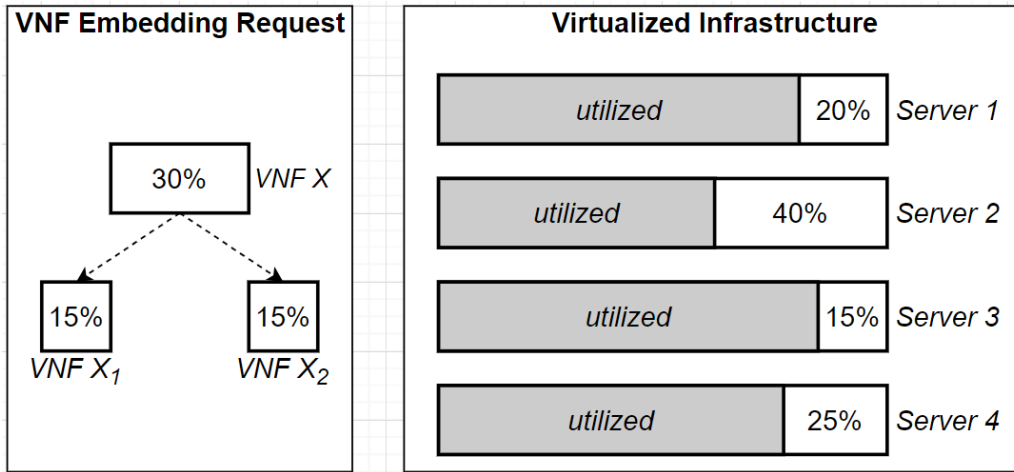 VNF Embedding Request
30% VNF X
15% 15%
VNF X1 VNF X2
Virtualized Infrastructure
utilized 20% Server 1
utilized 40% Server 2
utilized 15% Server 3
utilized 25% Server 4